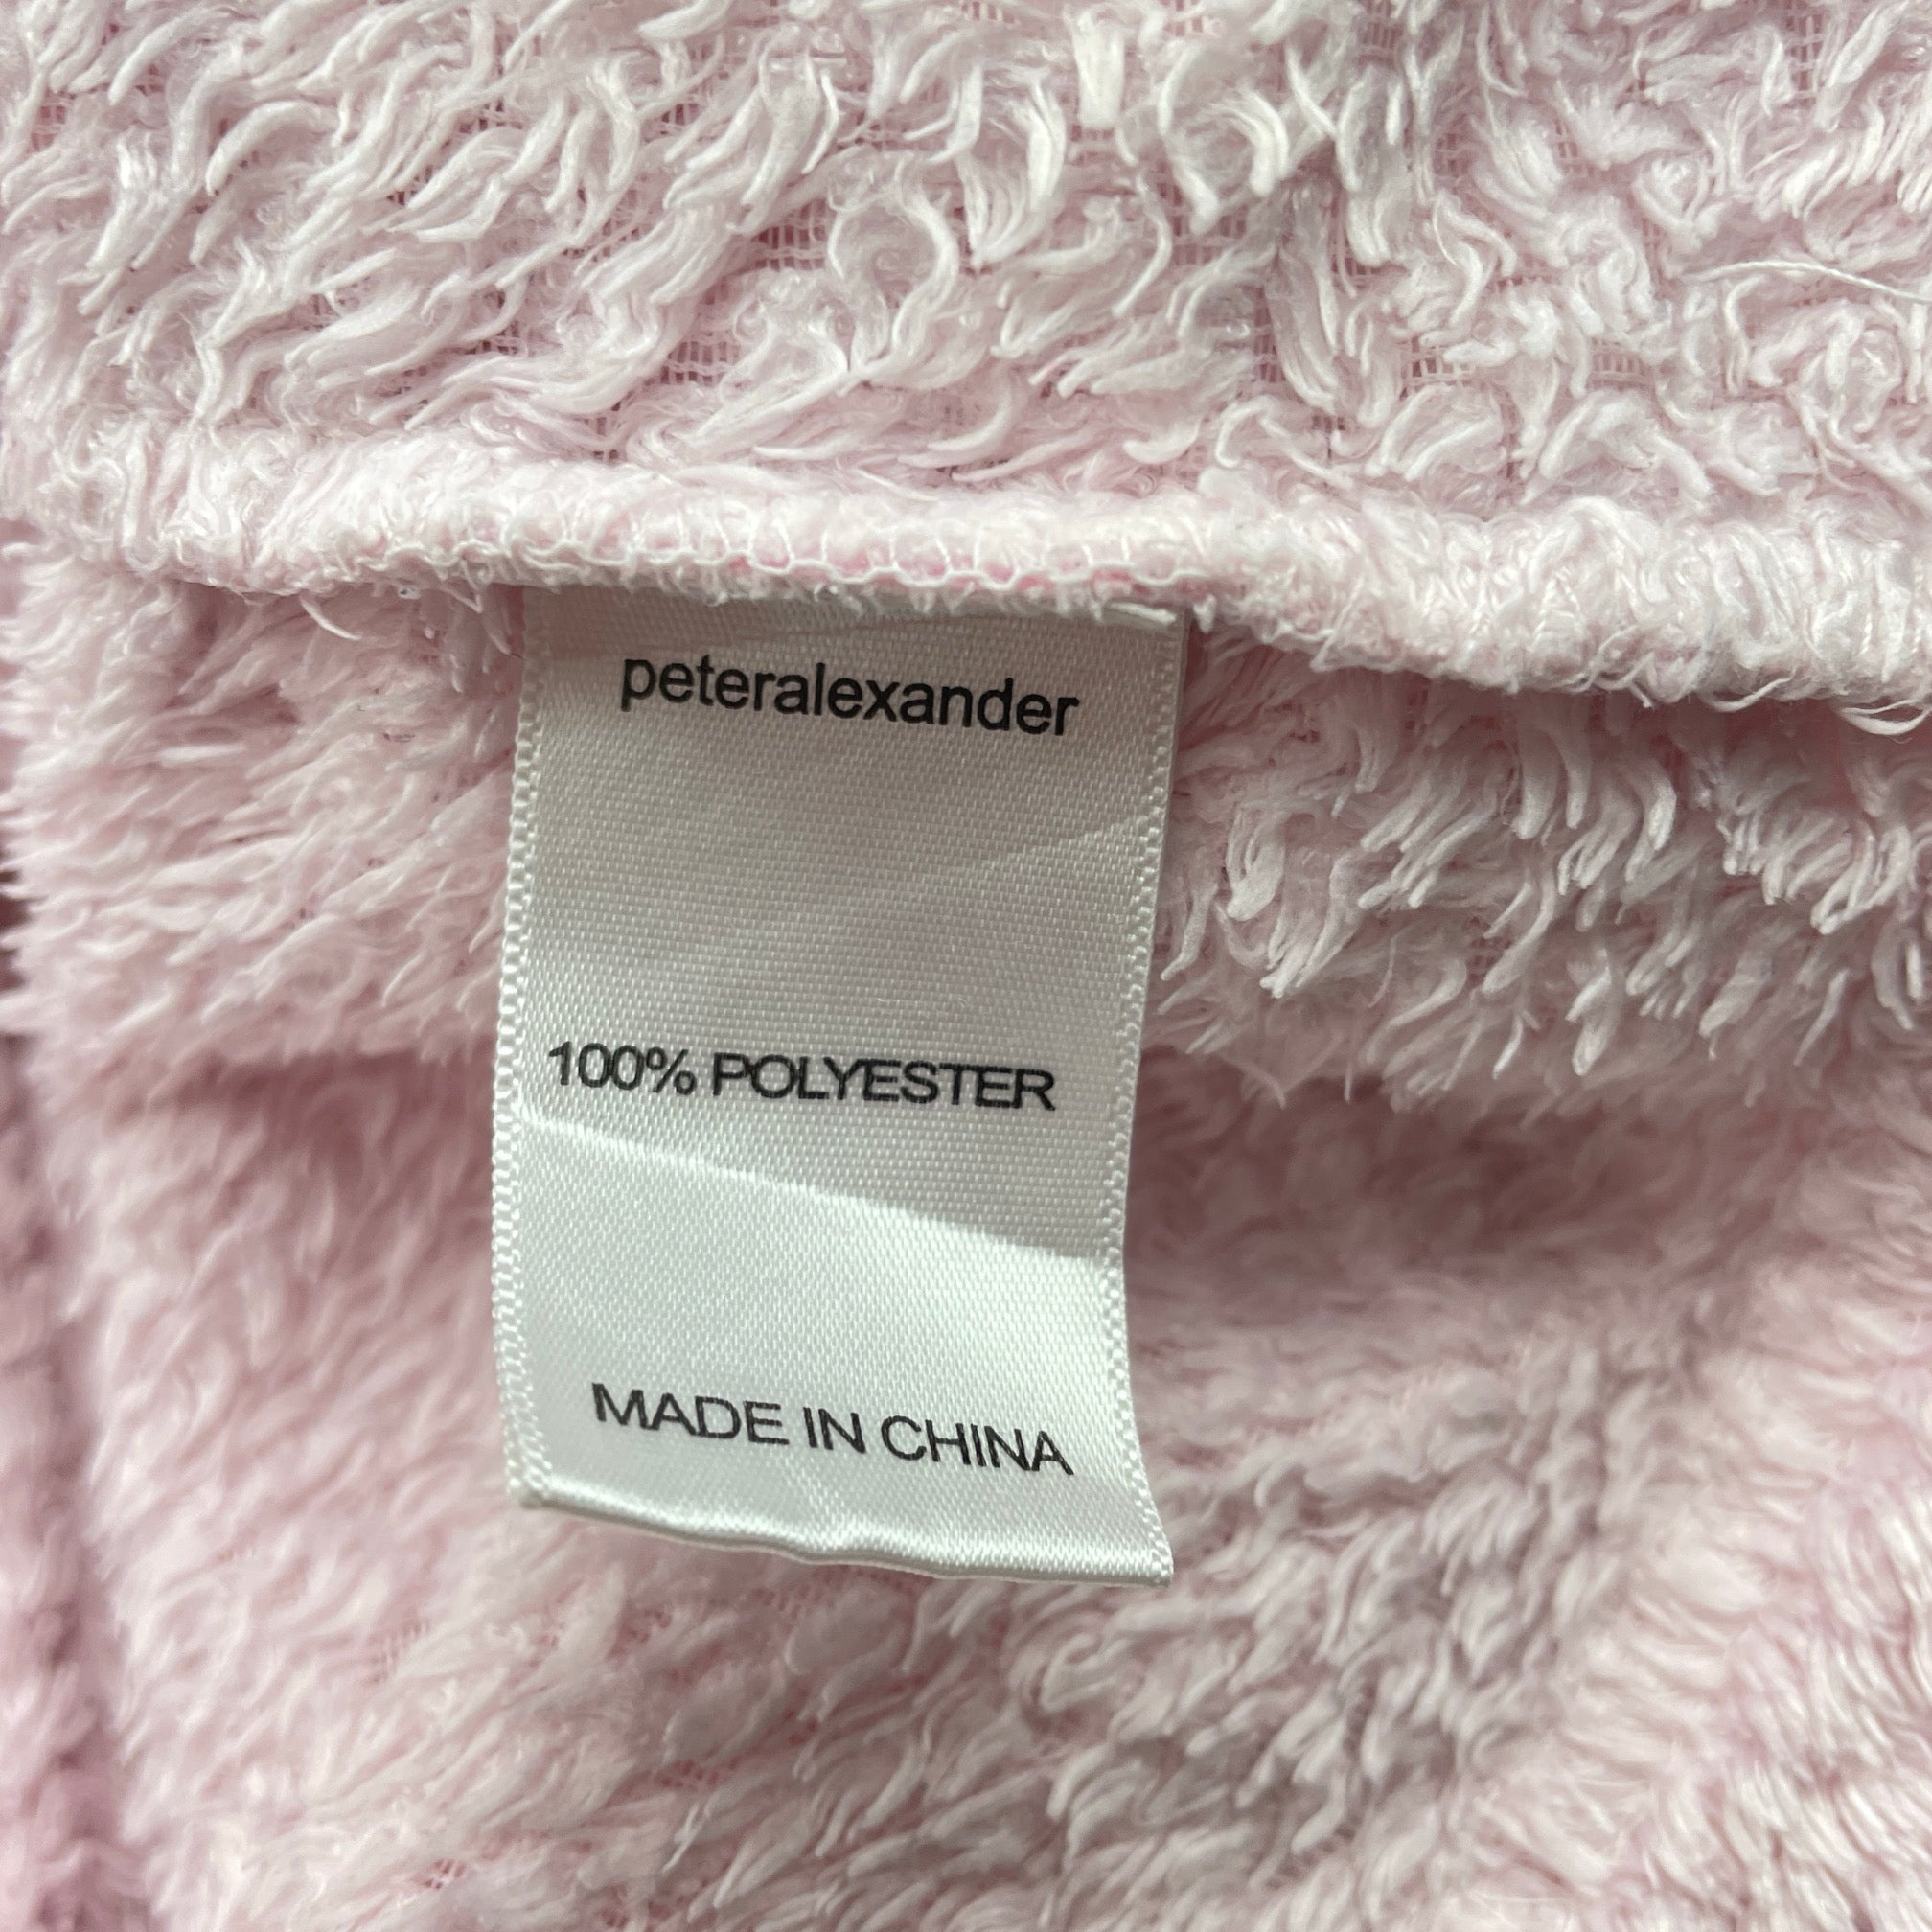 peteralexander
100% POLYESTER
MADE IN CHINA